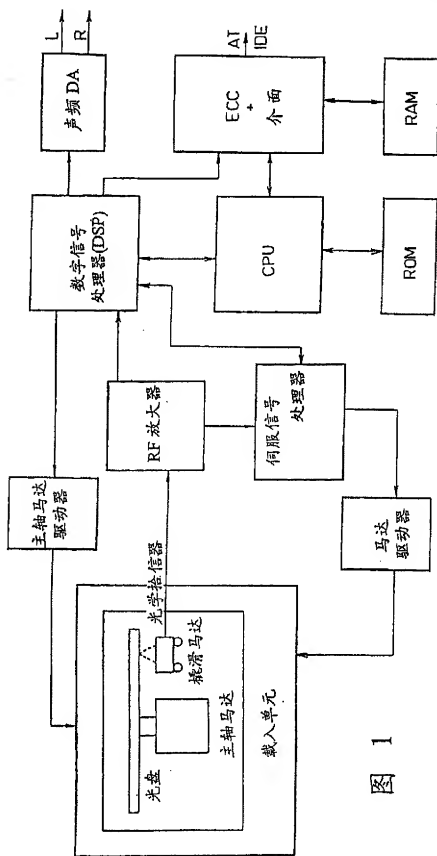 L
R
声频 DA
AT
IDE
ECC
+
介面
RAM
数字信号
处理器(DSP)
CPU
ROM
RF 放大器
伺服信号
处理器
主轴马达
驱动器
马达
驱动器
光学拾信器
光盘
橇滑马达
主轴马达
载入单元
图 1